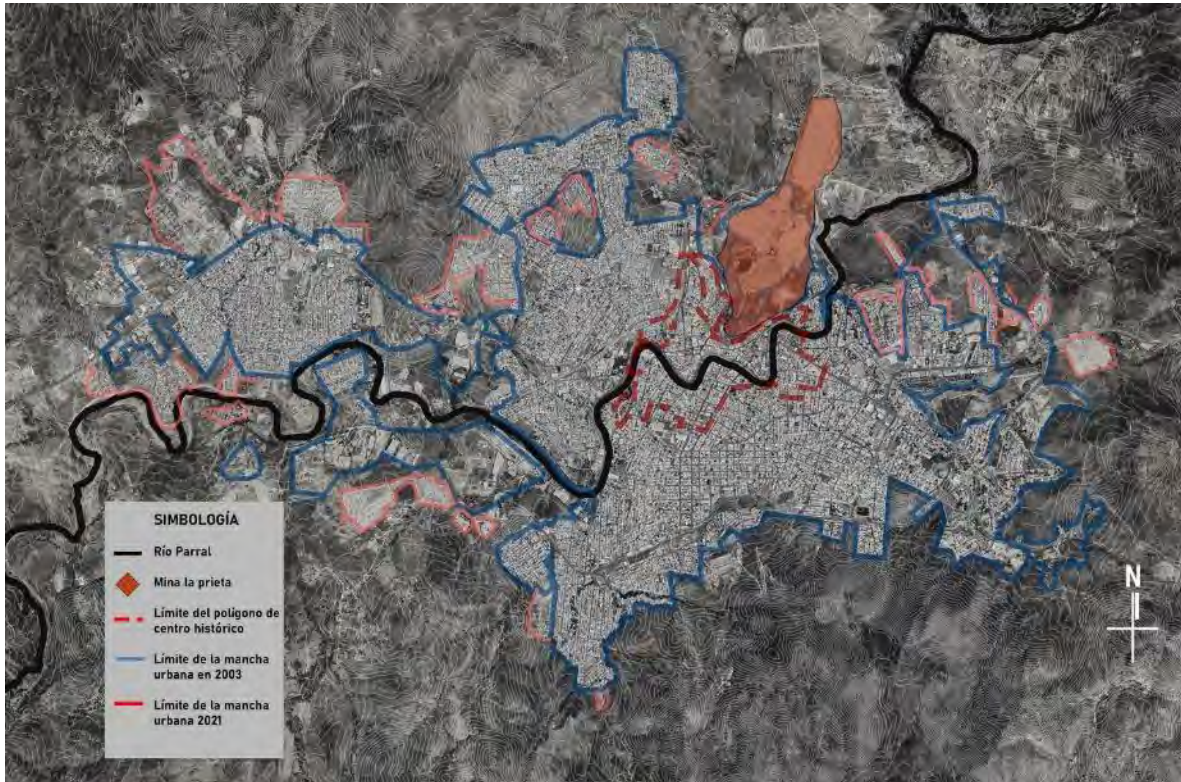 SIMBOLOGÍA
Río Parral
Mina la prieta
Límite del polígono de
centro histórico
Límite de la mancha
urbana en 2003
Límite de la mancha
urbana 2021
N